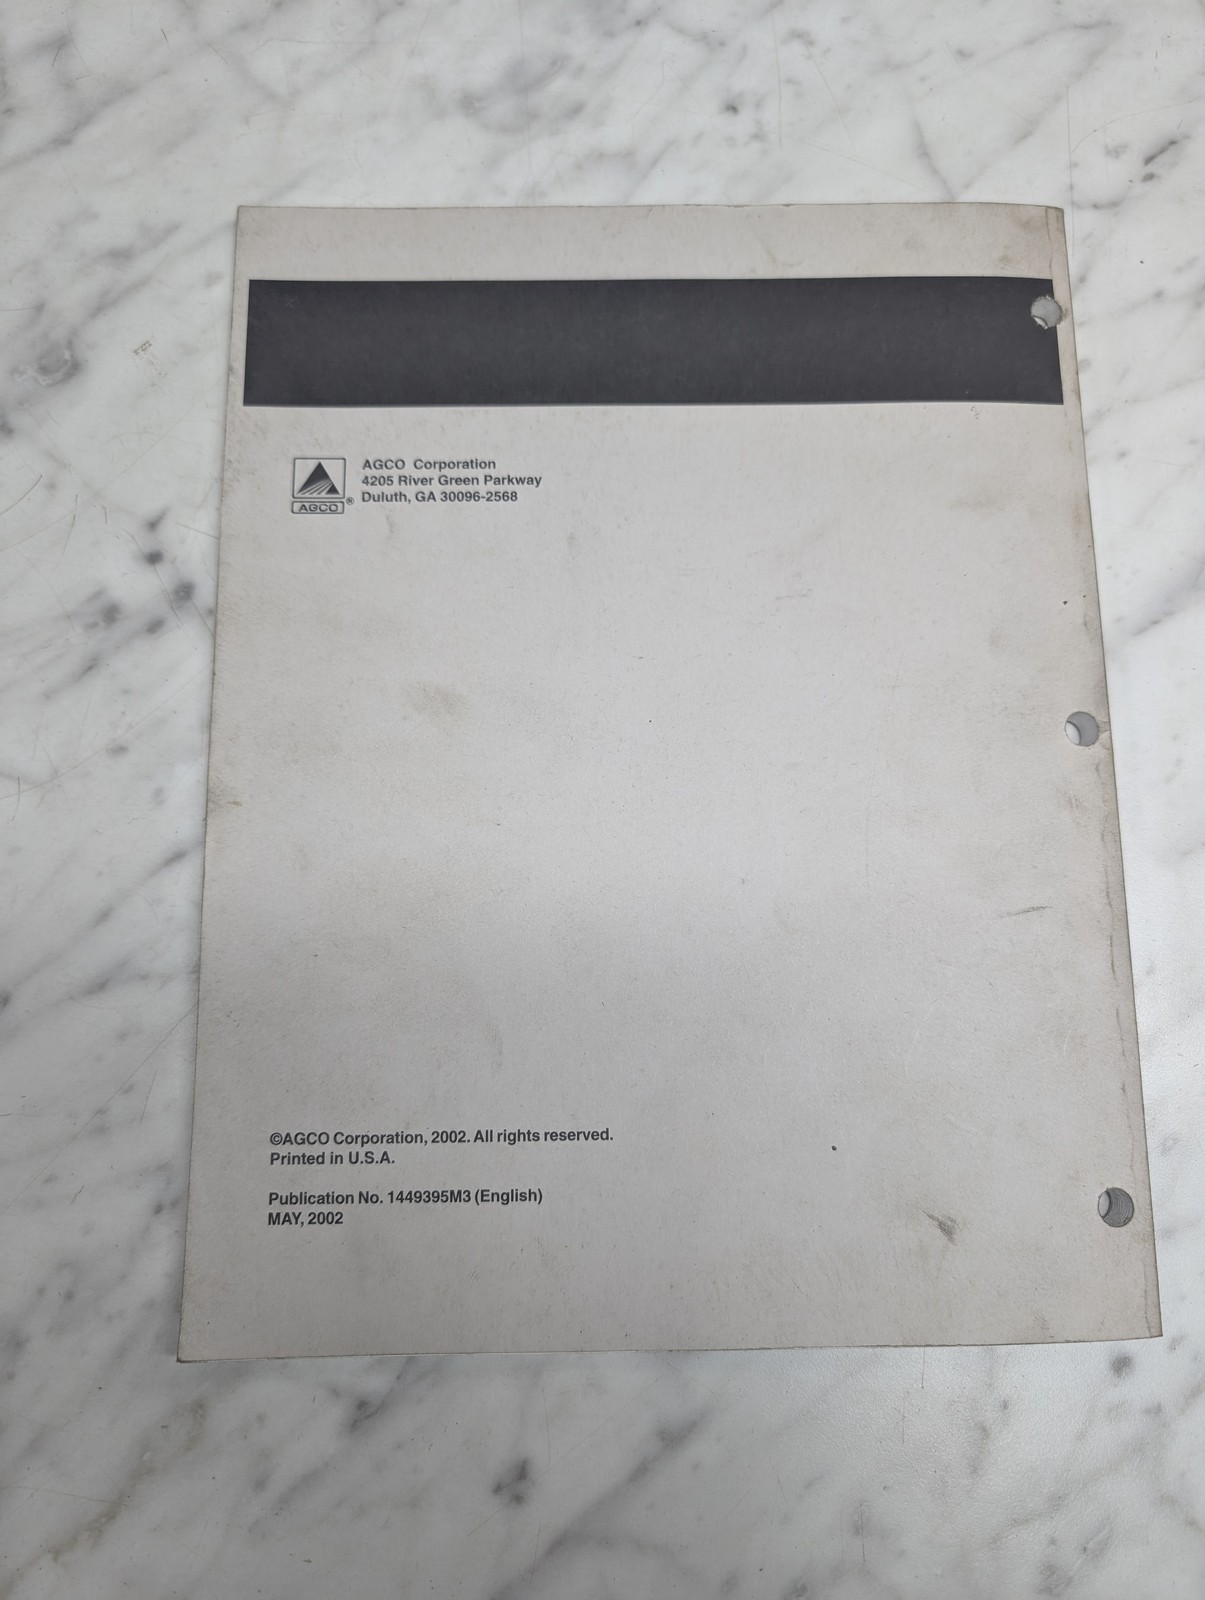 AGCO Corporation
4205 River Green Parkway
Duluth, GA 30096-2568
AGCO ®
©AGCO Corporation, 2002. All rights reserved.
Printed in U.S.A.
Publication No. 1449395M3 (English)
MAY, 2002